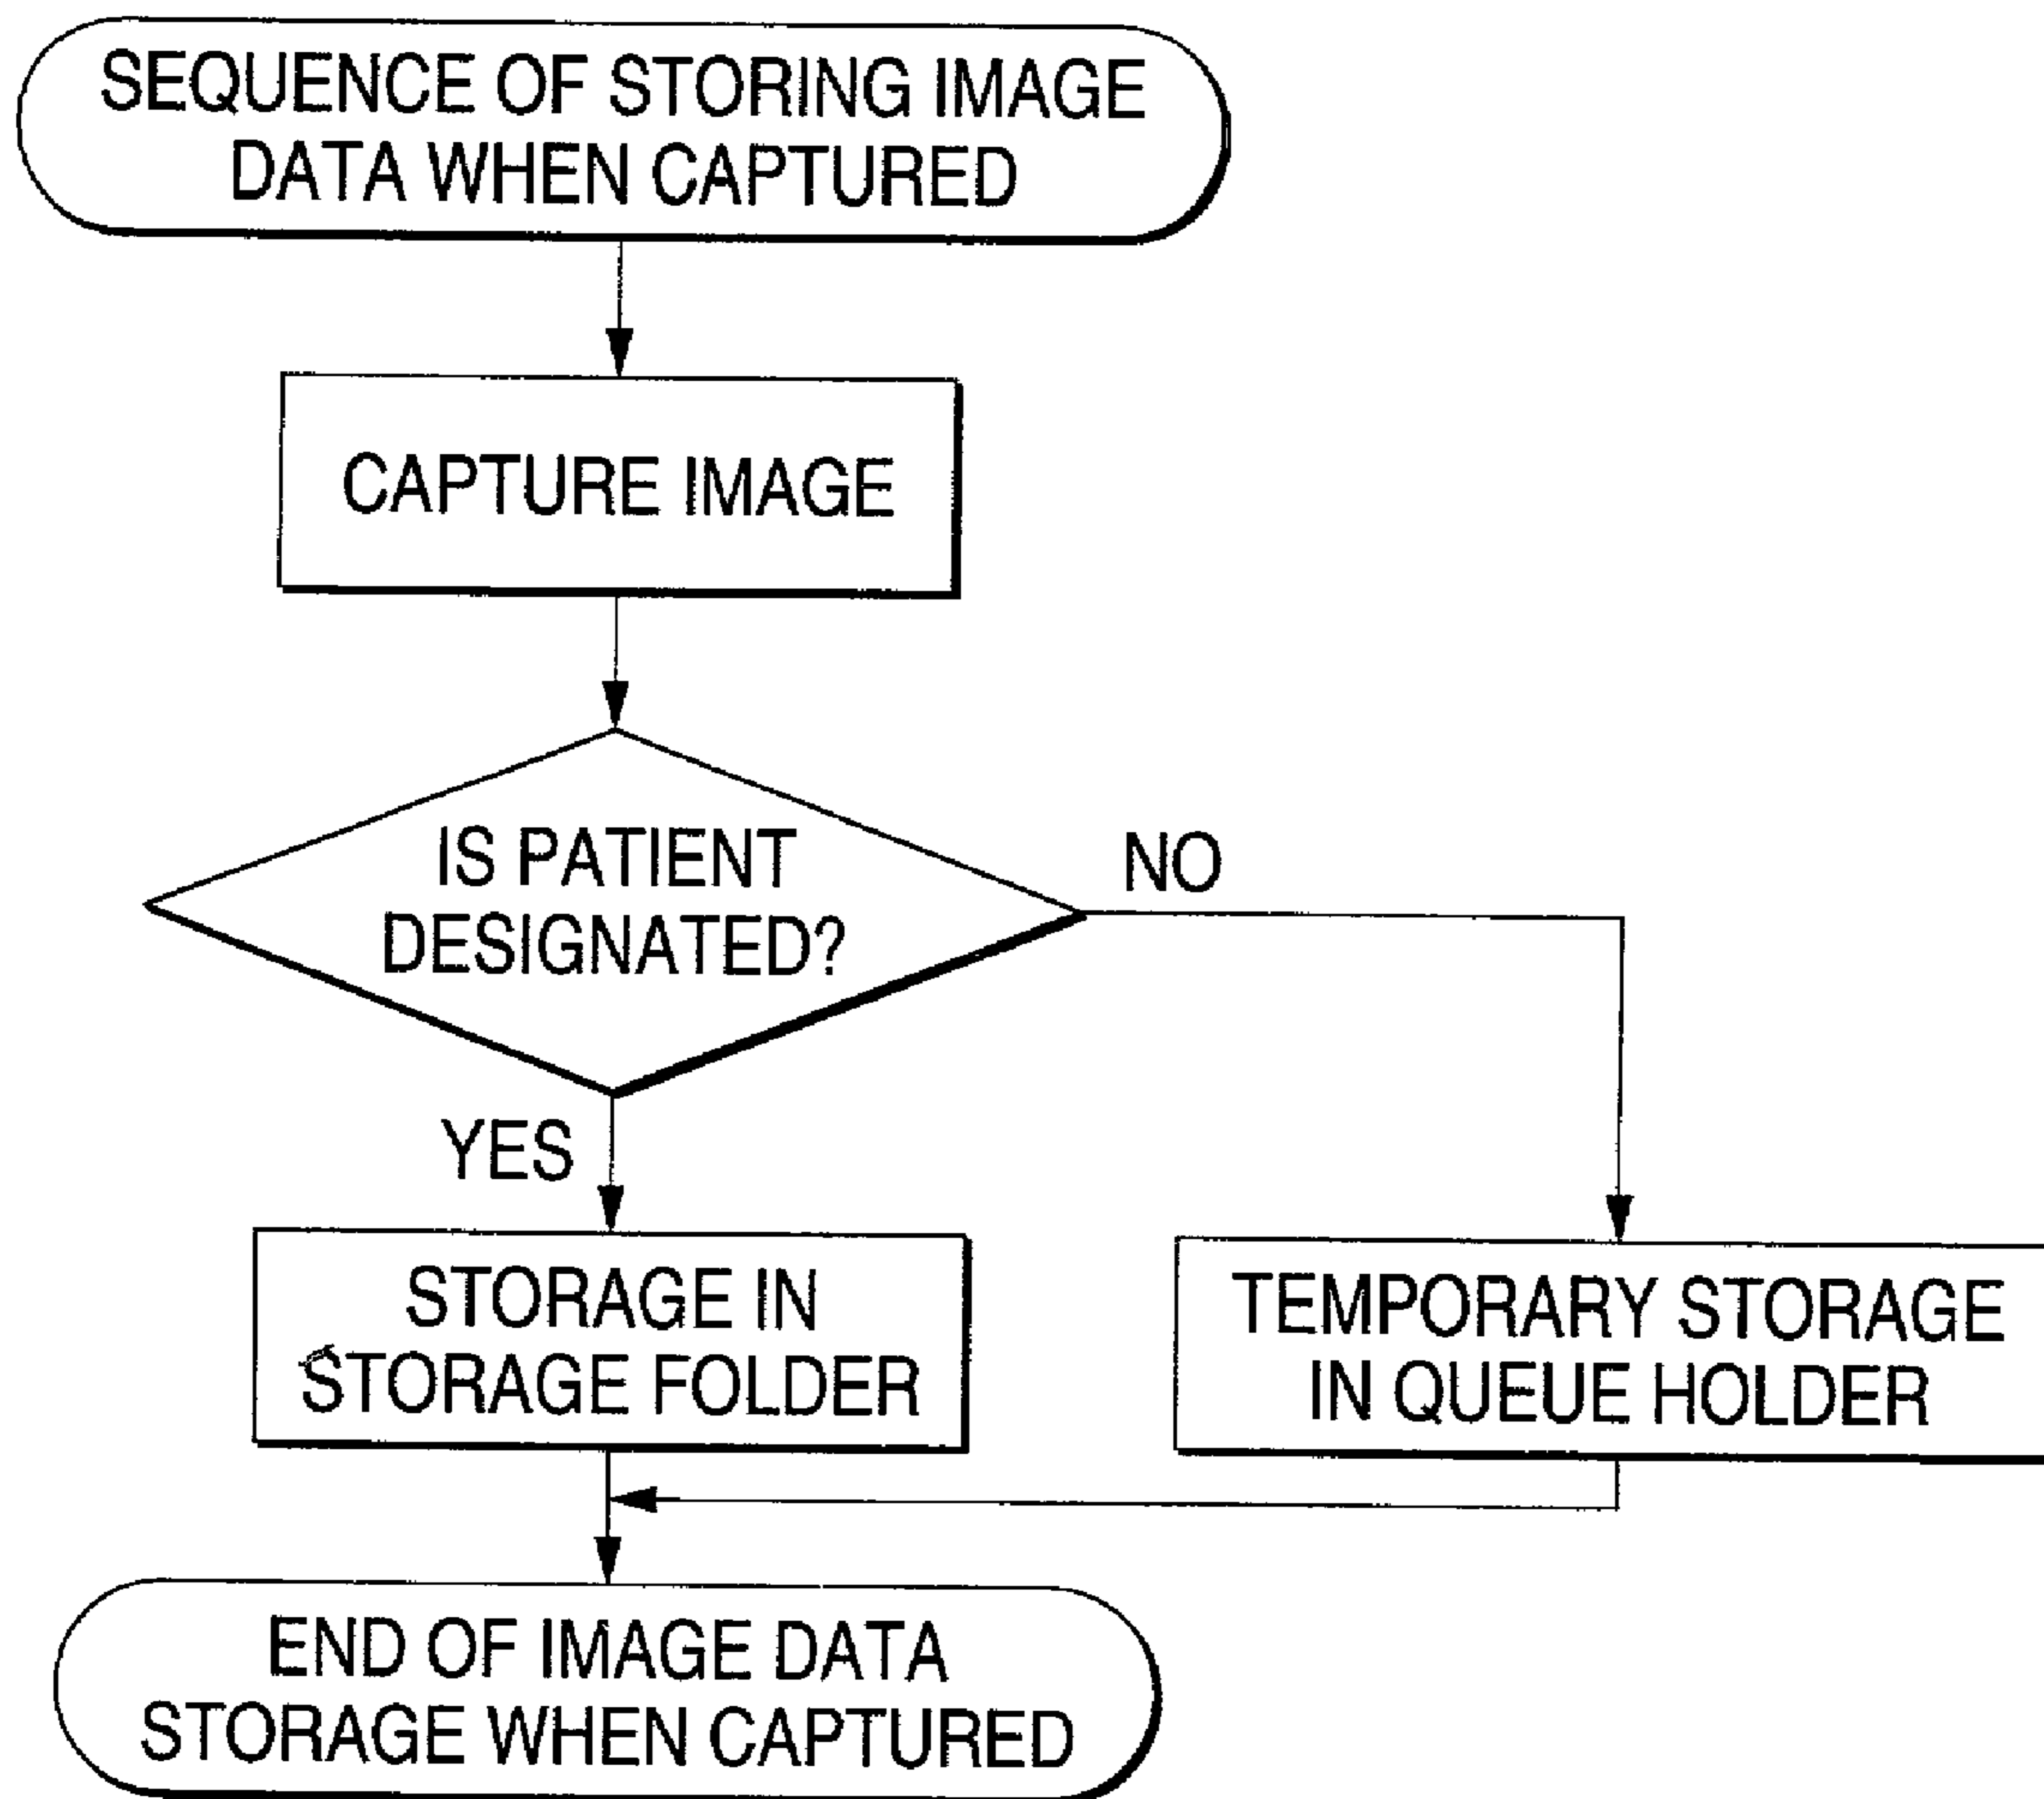 SEQUENCE OF STORING IMAGE
DATA WHEN CAPTURED
CAPTURE IMAGE
IS PATIENT
DESIGNATED?
NO
YES
STORAGE IN
STORAGE FOLDER
TEMPORARY STORAGE
IN QUEUE HOLDER
END OF IMAGE DATA
STORAGE WHEN CAPTURED